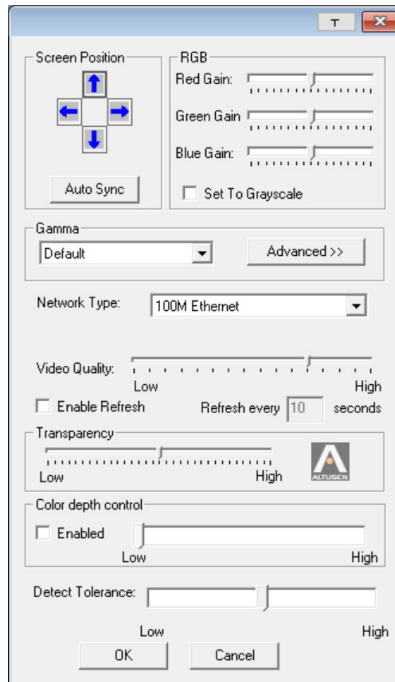 T
Screen Position
Auto Sync
RGB
Red Gain:
Green Gain
Blue Gain:
Set To Grayscale
Gamma
Default
Advanced >>
Network Type:
100M Ethernet
Video Quality:
Low High
Enable Refresh Refresh every 10 seconds
Transparency
Low High
ALTUSEN
Color depth control
Enabled
Low High
Detect Tolerance:
Low High
OK Cancel